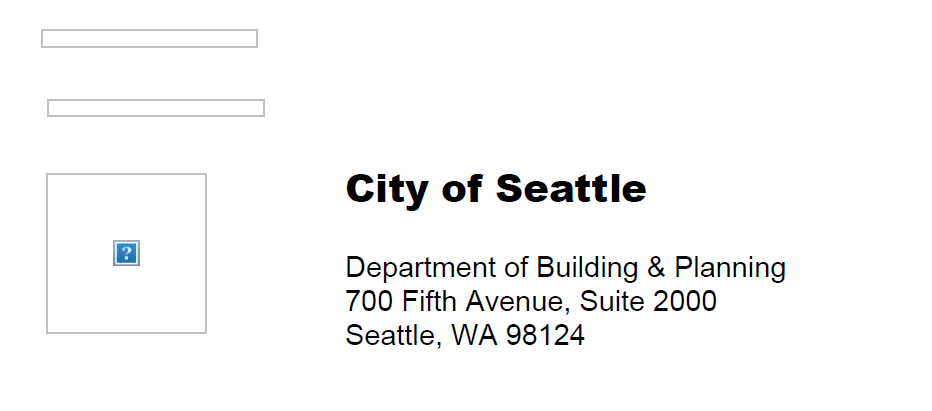 City of Seattle
Department of Building & Planning
700 Fifth Avenue, Suite 2000
Seattle, WA 98124